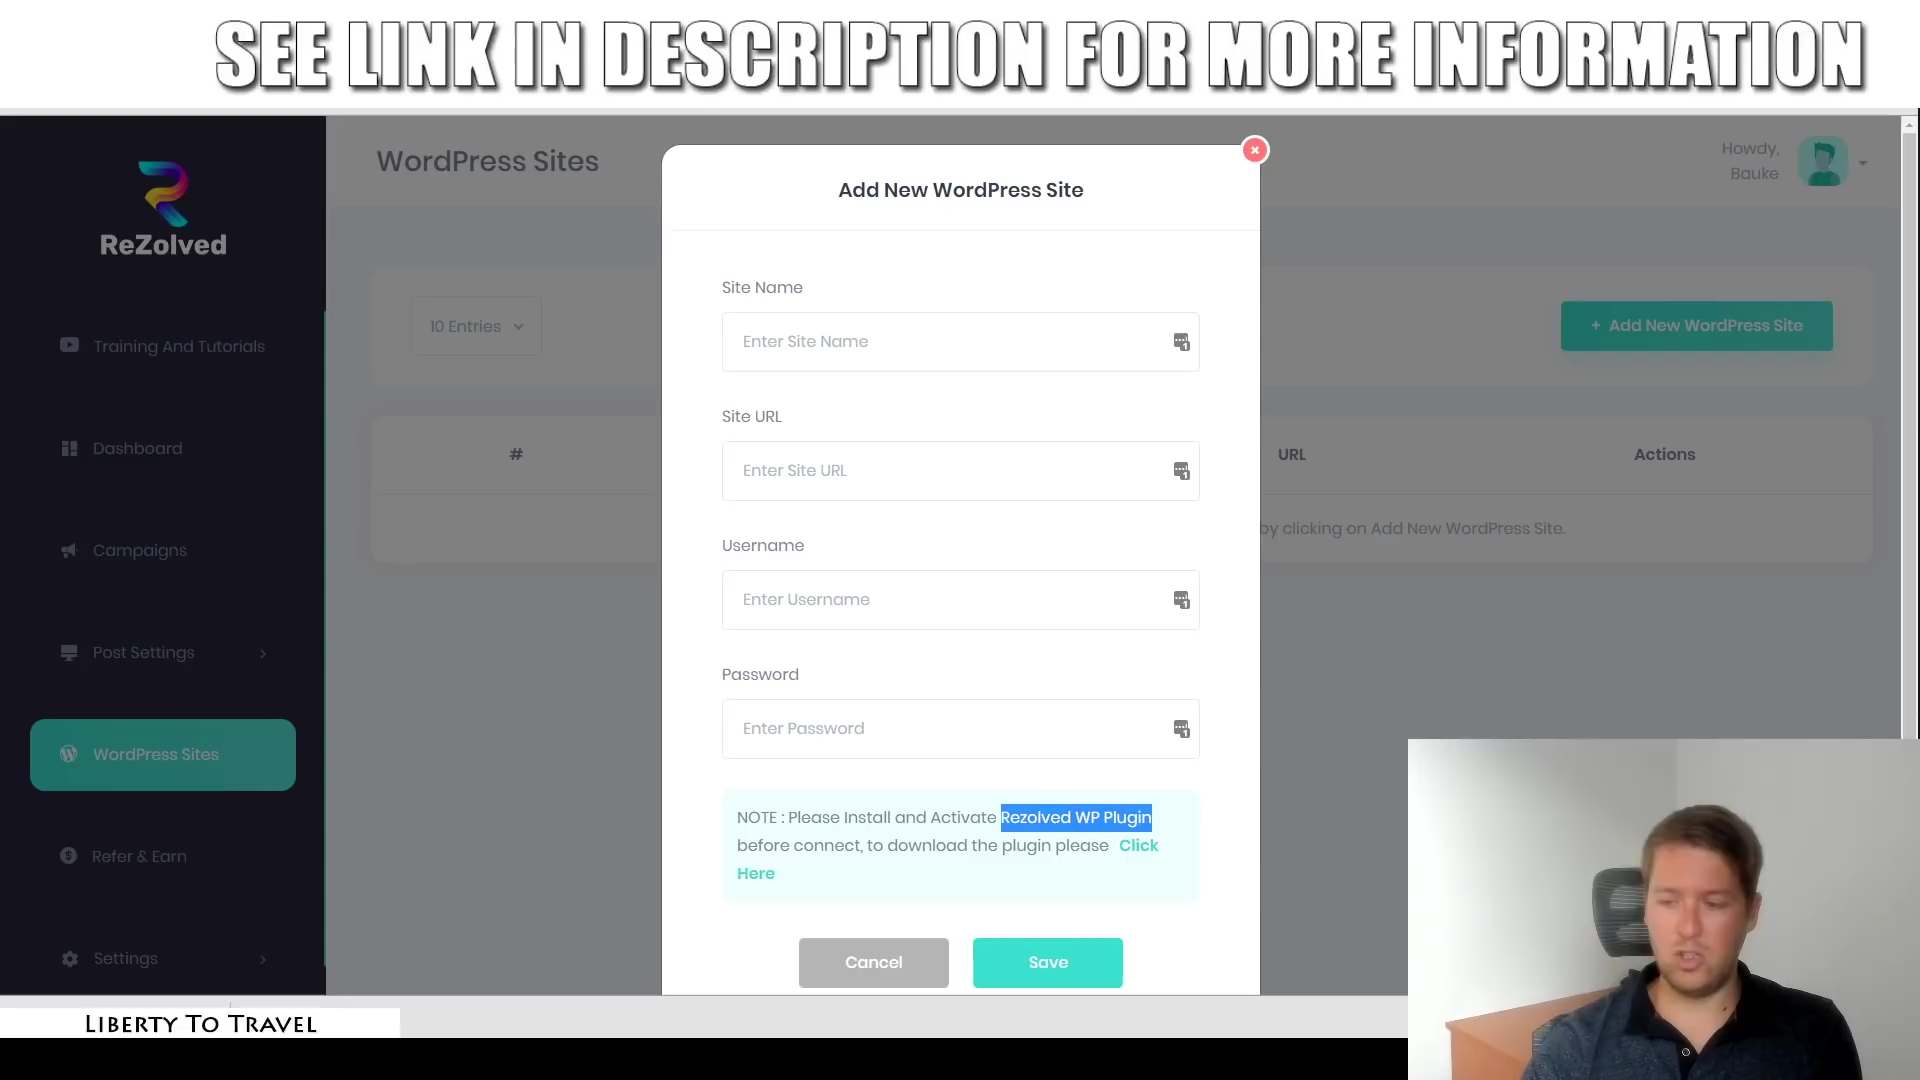 SEE LINK IN DESCRIPTION FOR MORE INFORMATION
ReZolved
Training And Tutorials
Dashboard
Campaigns
Post Settings
WordPress Sites
Refer & Earn
Settings
WordPress Sites
Howdy,
Bauke
10 Entries
+ Add New WordPress Site
#
URL
Actions
by clicking on Add New WordPress Site.
Add New WordPress Site
Site Name
Enter Site Name
Site URL
Enter Site URL
Username
Enter Username
Password
Enter Password
NOTE : Please Install and Activate Rezolved WP Plugin
before connect, to download the plugin please Click
Here
Cancel
Save
LIBERTY TO TRAVEL